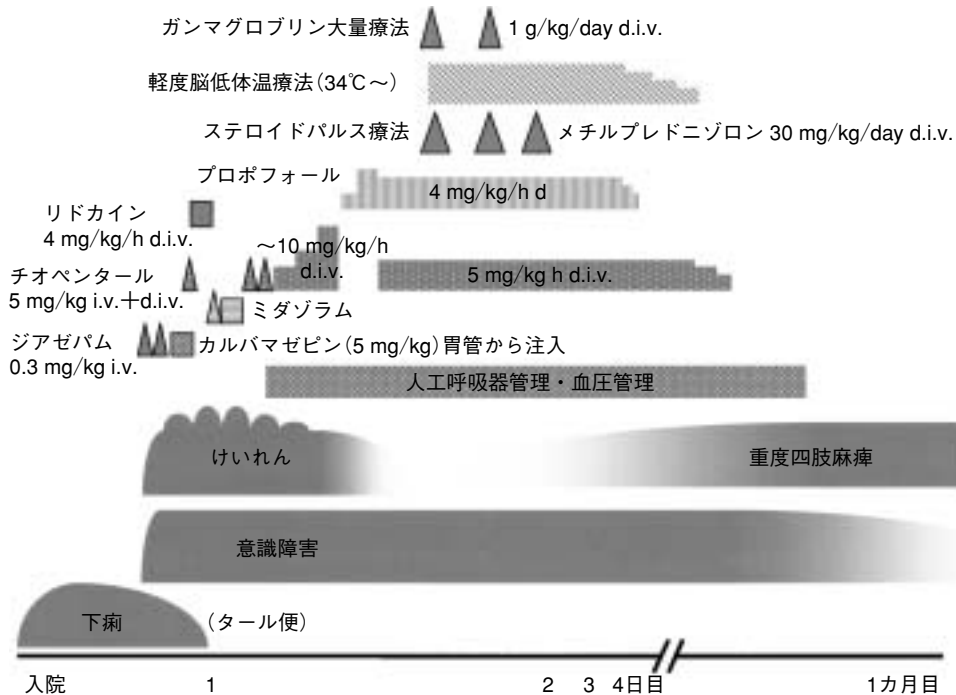 ガンマグロブリン大量療法 1 g/kg/day d.i.v.
軽度脳低体温療法(34℃～)
ステロイドパルス療法 メチルプレドニゾロン 30 mg/kg/day d.i.v.
プロポフォール
4 mg/kg/h d
リドカイン
4 mg/kg/h d.i.v.
～10 mg/kg/h
d.i.v.
チオペンタール
5 mg/kg i.v.＋d.i.v.
5 mg/kg h d.i.v.
ミダゾラム
ジアゼパム
0.3 mg/kg i.v.
カルバマゼピン(5 mg/kg)胃管から注入
人工呼吸器管理・血圧管理
けいれん 重度四肢麻痺
意識障害
下痢 (タール便)
入院 1 2 3 4日目 1カ月目